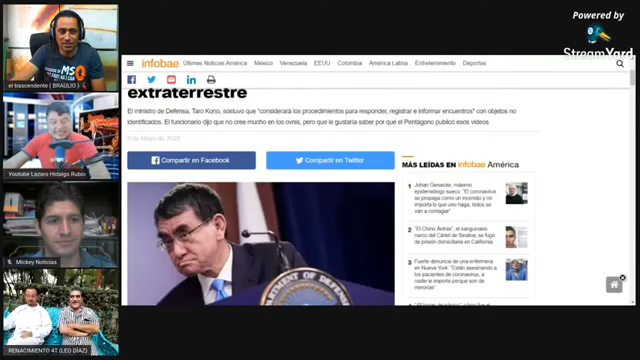 Powered by
StreamYard
infobae
Últimas Noticias América
México
Venezuela
EEUU
Colombia
América Latina
Entretenimiento
Deportes
extraterrestre
El ministro de Defensa, Taro Kono, sostuvo que "considerará los procedimientos para responder, registrar e informar encuentros" con objetos no
identificados. El funcionario dijo que no cree mucho en los ovnis, pero que le gustaría saber por qué el Pentágono publicó esos videos
Compartir en Facebook
Compartir en Twitter
MÁS LEÍDAS EN infobae América
1
Johan Giesecke, máximo
epidemiólogo sueco: "El coronavirus
se propaga como un incendio y no
importa lo que uno haga, todos se
van a contagiar"
2
"El Chino Ántrax", el sanguinario
narco del Cártel de Sinaloa, se fugó
de prisión domiciliaria en California
3
Fuerte denuncia de una enfermera
en Nueva York: "Están asesinando a
los pacientes de coronavirus, a
nadie le importa porque son de
minorías"
DEPARTMENT OF DEFENS
el trascendente ( BRAULIO)
Youtube Lazaro Hidalgo Rubio
Mickey Noticias
RENACIMIENTO 4T (LEO DÍAZ)